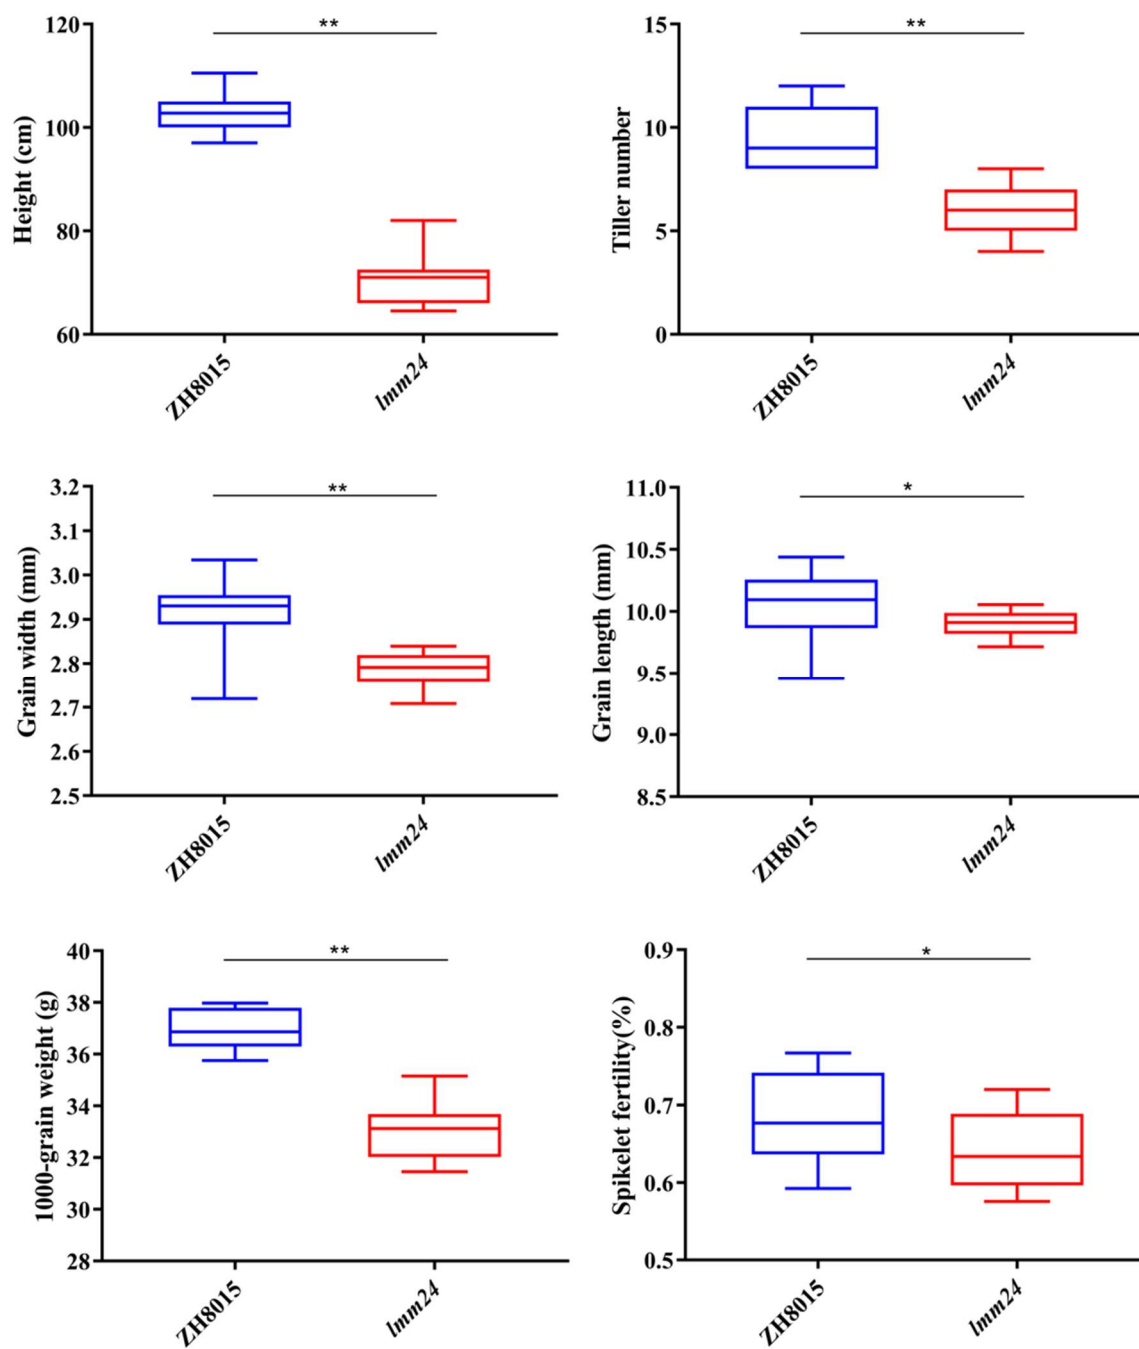 Height (cm)
120
100
80
60
**
ZH8015
lmm24
Tiller number
15
10
5
0
**
ZH8015
lmm24
Grain width (mm)
3.2
3.1
3.0
2.9
2.8
2.7
2.6
2.5
**
ZH8015
lmm24
Grain length (mm)
11.0
10.5
10.0
9.5
9.0
8.5
*
ZH8015
lmm24
1000-grain weight (g)
40
38
36
34
32
30
28
**
ZH8015
lmm24
Spikelet fertility(%)
0.9
0.8
0.7
0.6
0.5
*
ZH8015
lmm24